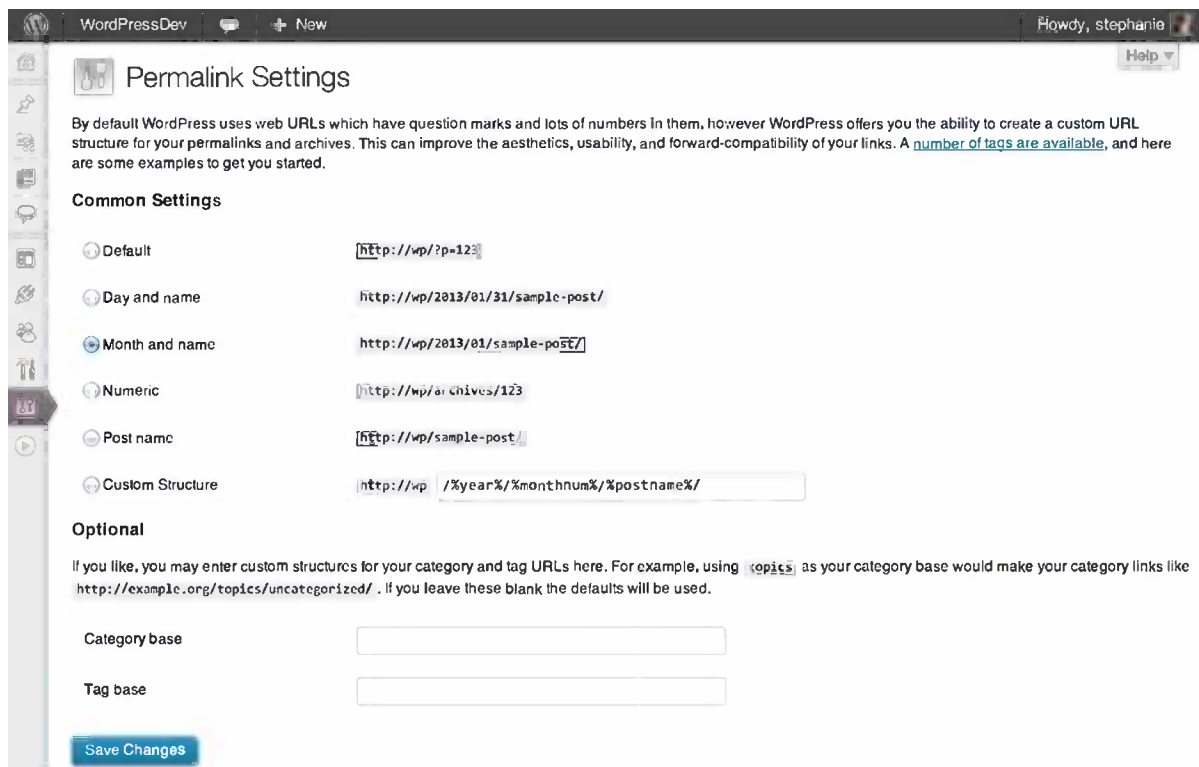 WordPressDev + New Howdy, stephanie
Help
Permalink Settings
By default WordPress uses web URLs which have question marks and lots of numbers in them, however WordPress offers you the ability to create a custom URL
structure for your permalinks and archives. This can improve the aesthetics, usability, and forward-compatibility of your links. A number of tags are available, and here
are some examples to get you started.
Common Settings
Default http://wp/?p=123
Day and name http://wp/2013/01/31/sample-post/
Month and name http://wp/2013/01/sample-post/
Numeric http://wp/archives/123
Post name http://wp/sample-post/
Custom Structure http://wp /%year%/%monthnum%/%postname%/
Optional
If you like, you may enter custom structures for your category and tag URLs here. For example, using topics as your category base would make your category links like
http://example.org/topics/uncategorized/ . If you leave these blank the defaults will be used.
Category base
Tag base
Save Changes